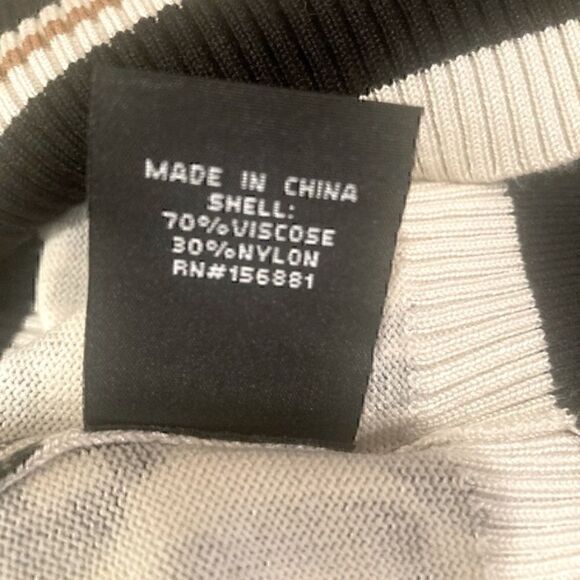 MADE IN CHINA
SHELL:
70%VISCOSE
30%NYLON
RN#156881